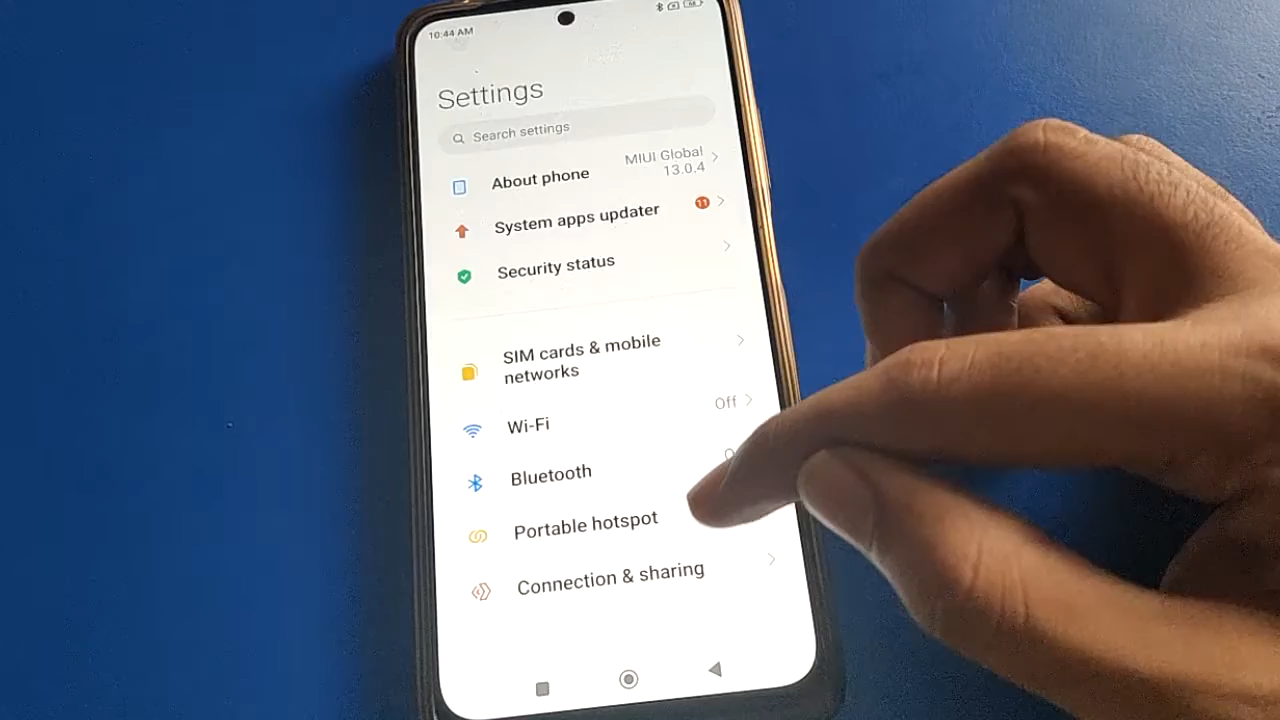 10:44 AM
Settings
Search settings
About phone
MIUI Global
13.0.4
System apps updater
11
Security status
SIM cards & mobile
networks
Wi-Fi
Off
Bluetooth
Portable hotspot
Connection & sharing